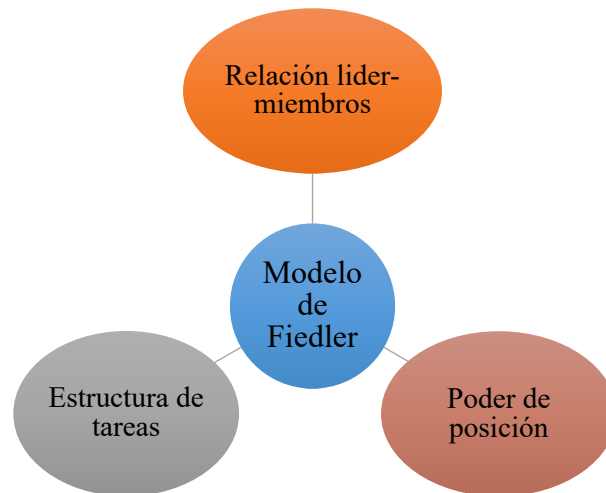 Relación lider-
miembros
Modelo
de
Fiedler
Estructura de
tareas
Poder de
posición